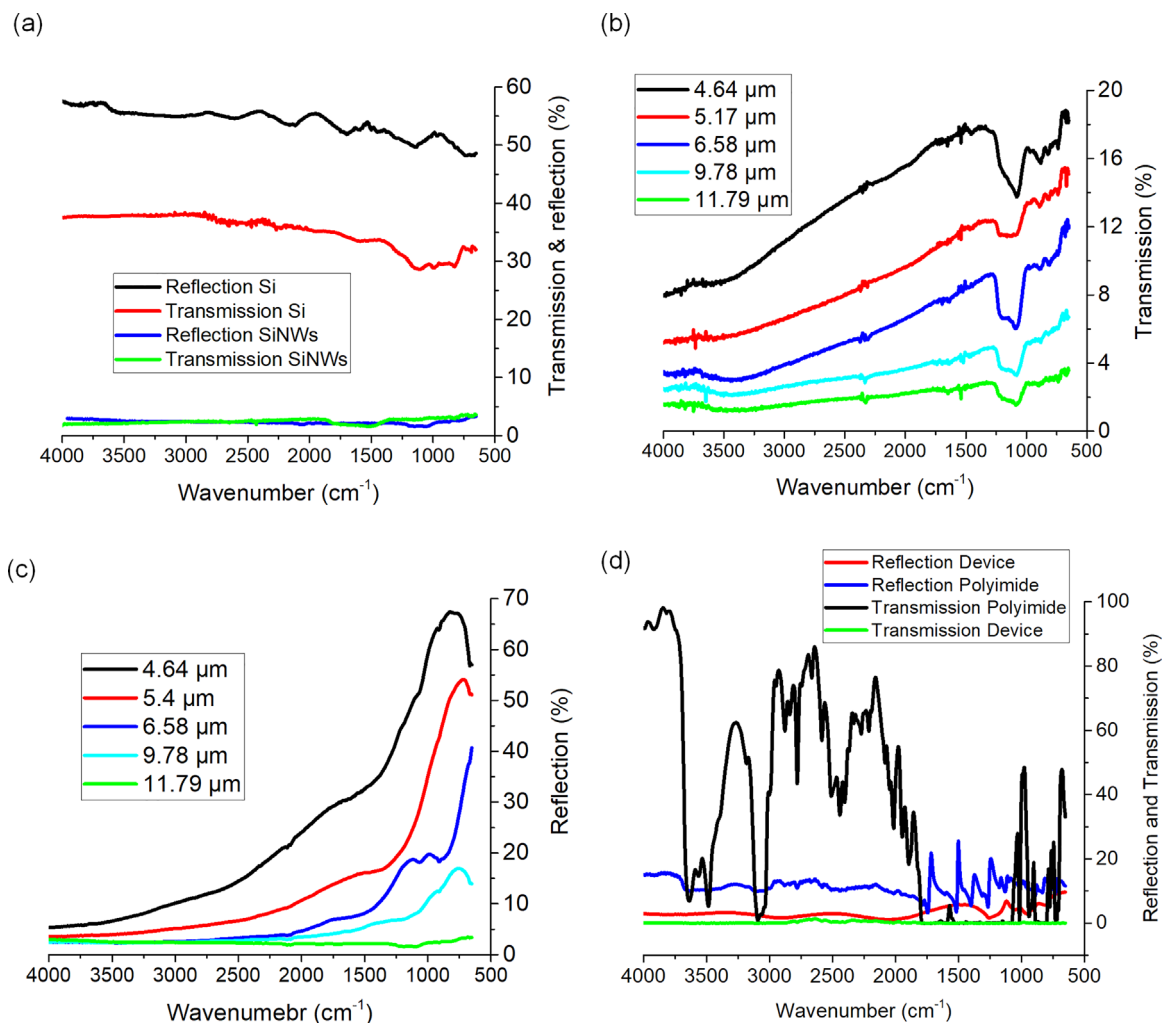 (a)
60
50
40
30
20
10
0
Transmission & reflection (%)
Reflection Si
Transmission Si
Reflection SiNWs
Transmission SiNWs
4000 3500 3000 2500 2000 1500 1000 500
Wavenumber (cm-1)
(b)
4.64 µm
5.17 µm
6.58 µm
9.78 µm
11.79 µm
20
16
12
8
4
0
Transmission (%)
4000 3500 3000 2500 2000 1500 1000 500
Wavenumber (cm-1)
(c)
4.64 µm
5.4 µm
6.58 µm
9.78 µm
11.79 µm
70
60
50
40
30
20
10
0
Reflection (%)
4000 3500 3000 2500 2000 1500 1000 500
Wavenumebr (cm-1)
(d)
Reflection Device
Reflection Polyimide
Transmission Polyimide
Transmission Device
100
80
60
40
20
0
Reflection and Transmission (%)
4000 3500 3000 2500 2000 1500 1000 500
Wavenumber (cm-1)